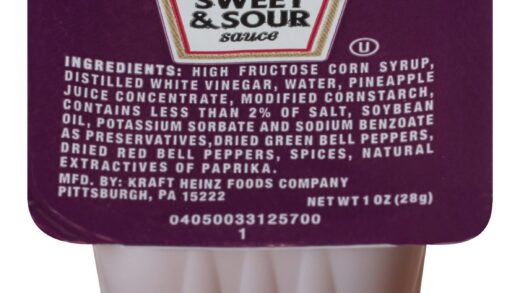 SWEET
& SOUR
sauce
U
INGREDIENTS: HIGH FRUCTOSE CORN SYRUP,
DISTILLED WHITE VINEGAR, WATER, PINEAPPLE
JUICE CONCENTRATE, MODIFIED CORNSTARCH,
CONTAINS LESS THAN 2% OF SALT, SOYBEAN
OIL, POTASSIUM SORBATE AND SODIUM BENZOATE
AS PRESERVATIVES,DRIED GREEN BELL PEPPERS,
DRIED RED BELL PEPPERS, SPICES, NATURAL
EXTRACTIVES OF PAPRIKA.
MFD. BY: KRAFT HEINZ FOODS COMPANY
PITTSBURGH, PA 15222 NET WT 1 OZ (28g)
04050033125700
1